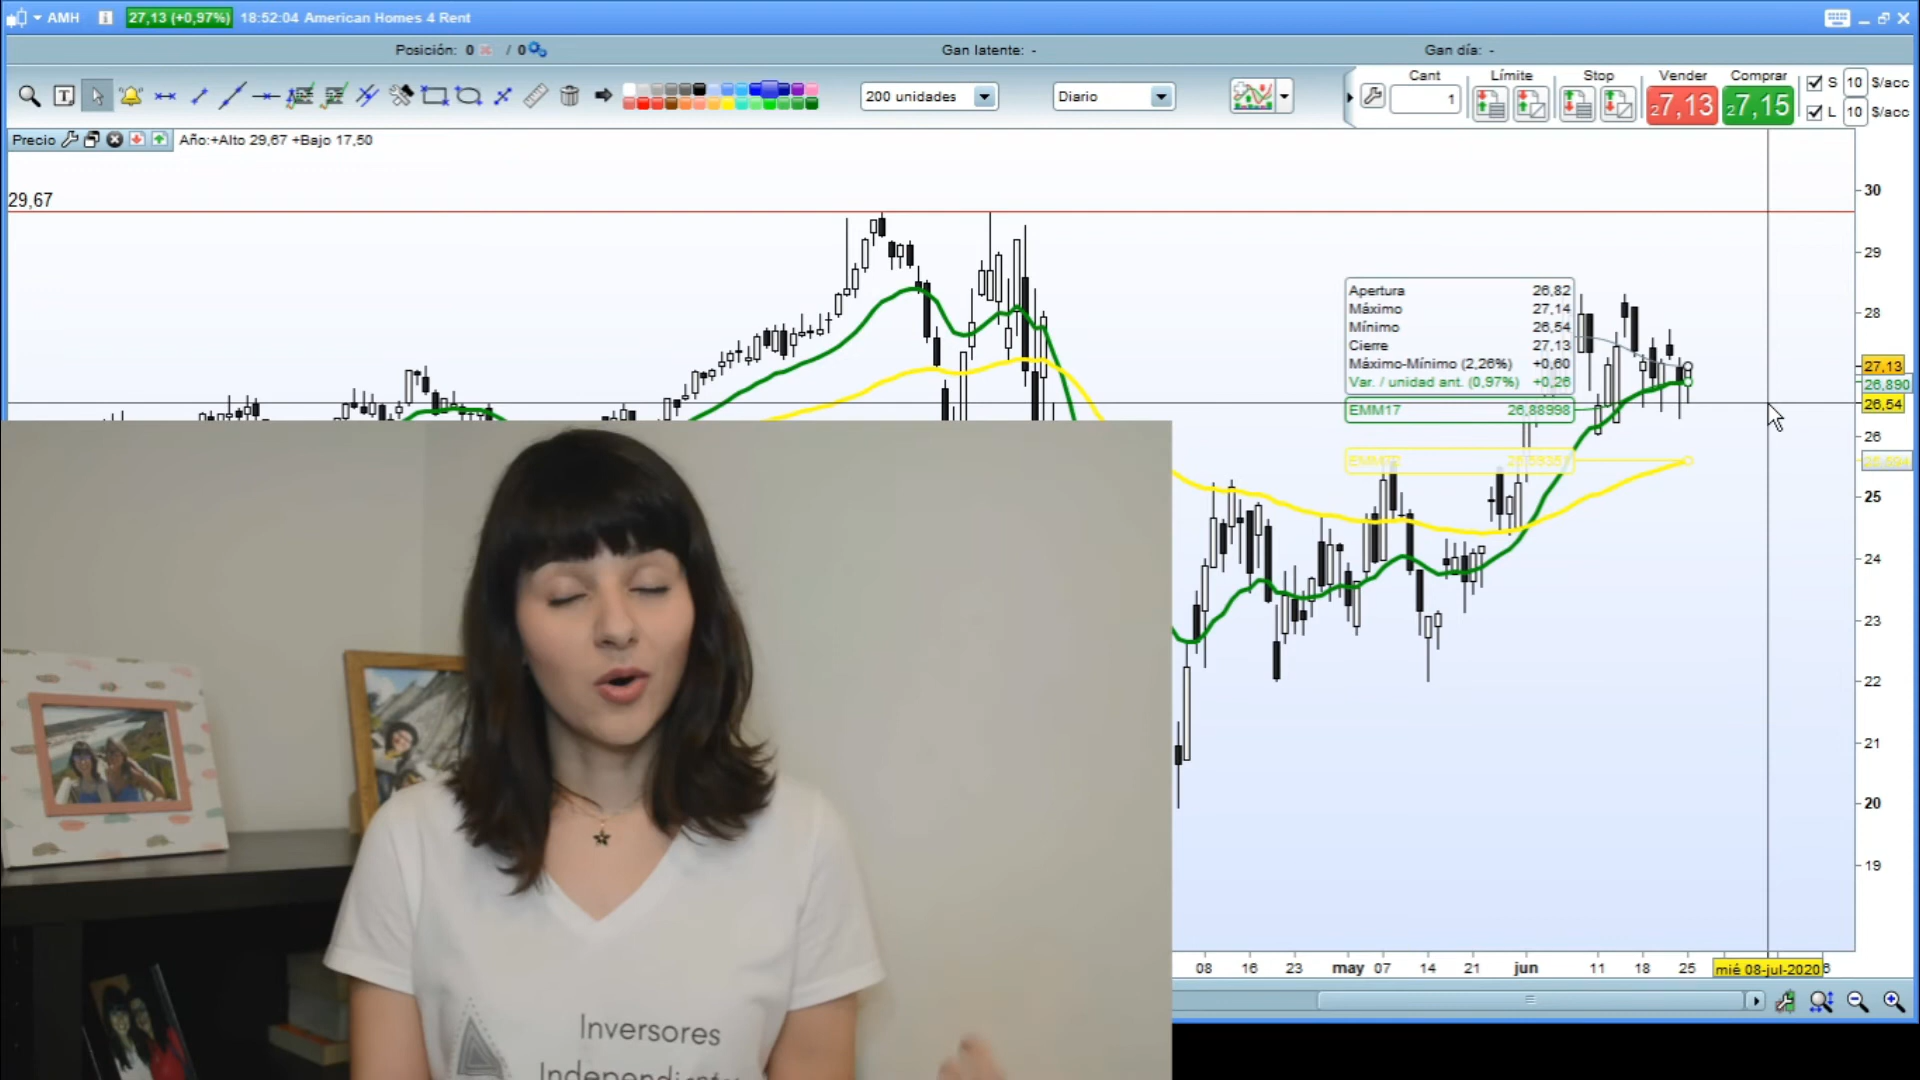 AMH 27,13 (+0,97%) 18:52:04 American Homes 4 Rent
Posición: 0 / 0 Gan latente: - Gan día: -
Cant Límite Stop Vender Comprar S 10 $/acc
T 200 unidades Diario 1 27,13 27,15 L 10 $/acc
Precio Año:+Alto 29,67 +Bajo 17,50
29,67
30
29
28
27,13
26,890
26,54
26
25
24
23
22
21
20
19
Apertura 26,82
Máximo 27,14
Mínimo 26,54
Cierre 27,13
Máximo-Mínimo (2,26%) +0,60
Var. / unidad ant. (0,97%) +0,26
EMM17 26,88998
08 16 23 may 07 14 21 jun 11 18 25 mié 08-jul-2020
Inversores
Independientes